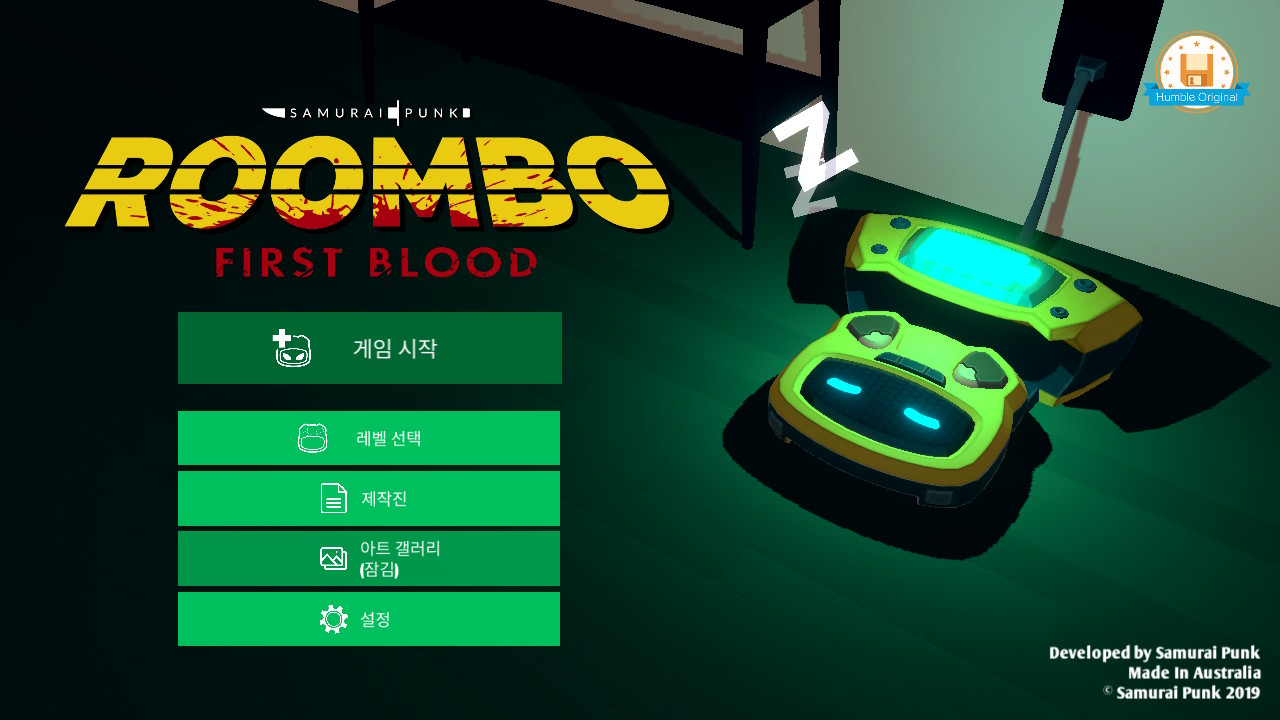 SAMURAI PUNK
ROOMBO
FIRST BLOOD
게임 시작
레벨 선택
제작진
아트 갤러리
(잠김)
설정
Z
Z
Humble Original
Developed by Samurai Punk
Made In Australia
© Samurai Punk 2019